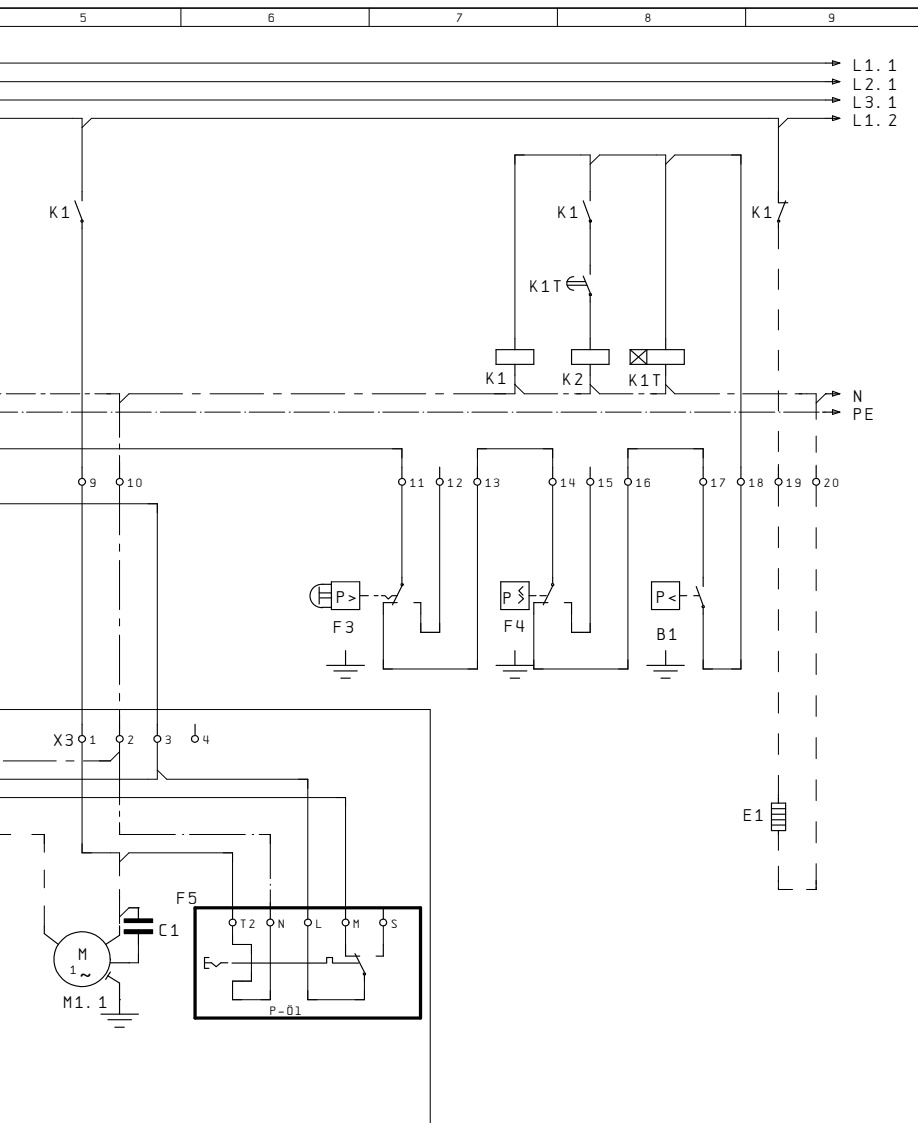 5 6 7 8 9
L1.1
L2.1
L3.1
L1.2
K1 K1 K1
K1T
K1 K2 K1T
N
PE
9 10 11 12 13 14 15 16 17 18 19 20
P> P P<
F3 F4 B1
X3 1 2 3 4
E1
F5
T2 N L M S
C1
M
1~
M1.1
P-Öl